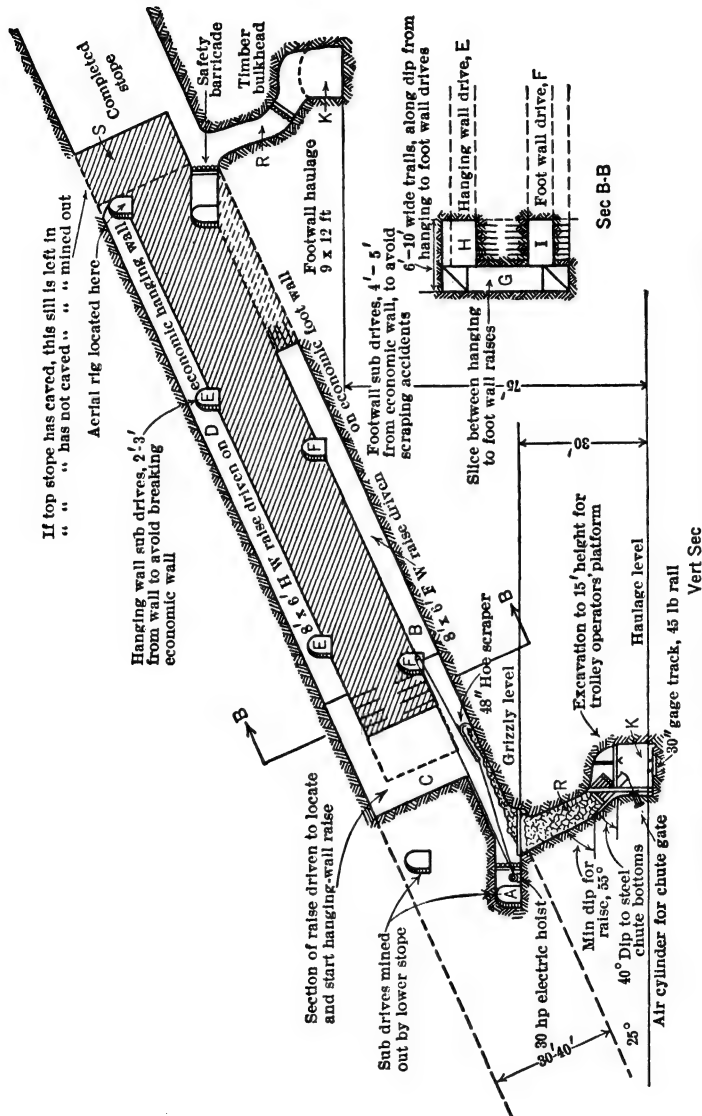 If top stope has caved, this sill is left in
“ “ “ has not caved “ “ “ mined out
Aerial rig located here
S
Completed
stope
Safety
barricade
Timber
bulkhead
R
K
Hanging wall sub drives, 2'-3'
from wall to avoid breaking
economic wall
8' x 6' H W raise driven on economic hanging wall
D
E
E
F
F
Footwall haulage
9 x 12 ft
Footwall sub drives, 4'-5'
from economic wall, to avoid
scraping accidents
6'-10' wide trails, along dip from
hanging to foot wall drives
Hanging wall drive, E
Foot wall drive, F
H
I
G
Sec B-B
Slice between hanging
to foot wall raises
B
B
8' x 6' F W raise driven on economic foot wall
B
48" Hoe scraper
Grizzly level
Section of raise driven to locate
and start hanging-wall raise
C
Sub drives mined
out by lower stope
A
75'
30'
Excavation to 15' height for
trolley operators' platform
Haulage level
R
K
30" gage track, 45 lb rail
Min dip for
raise, 55°
40° Dip to steel
chute bottoms
Air cylinder for chute gate
30 hp electric hoist
30'-40'
25°
Vert Sec